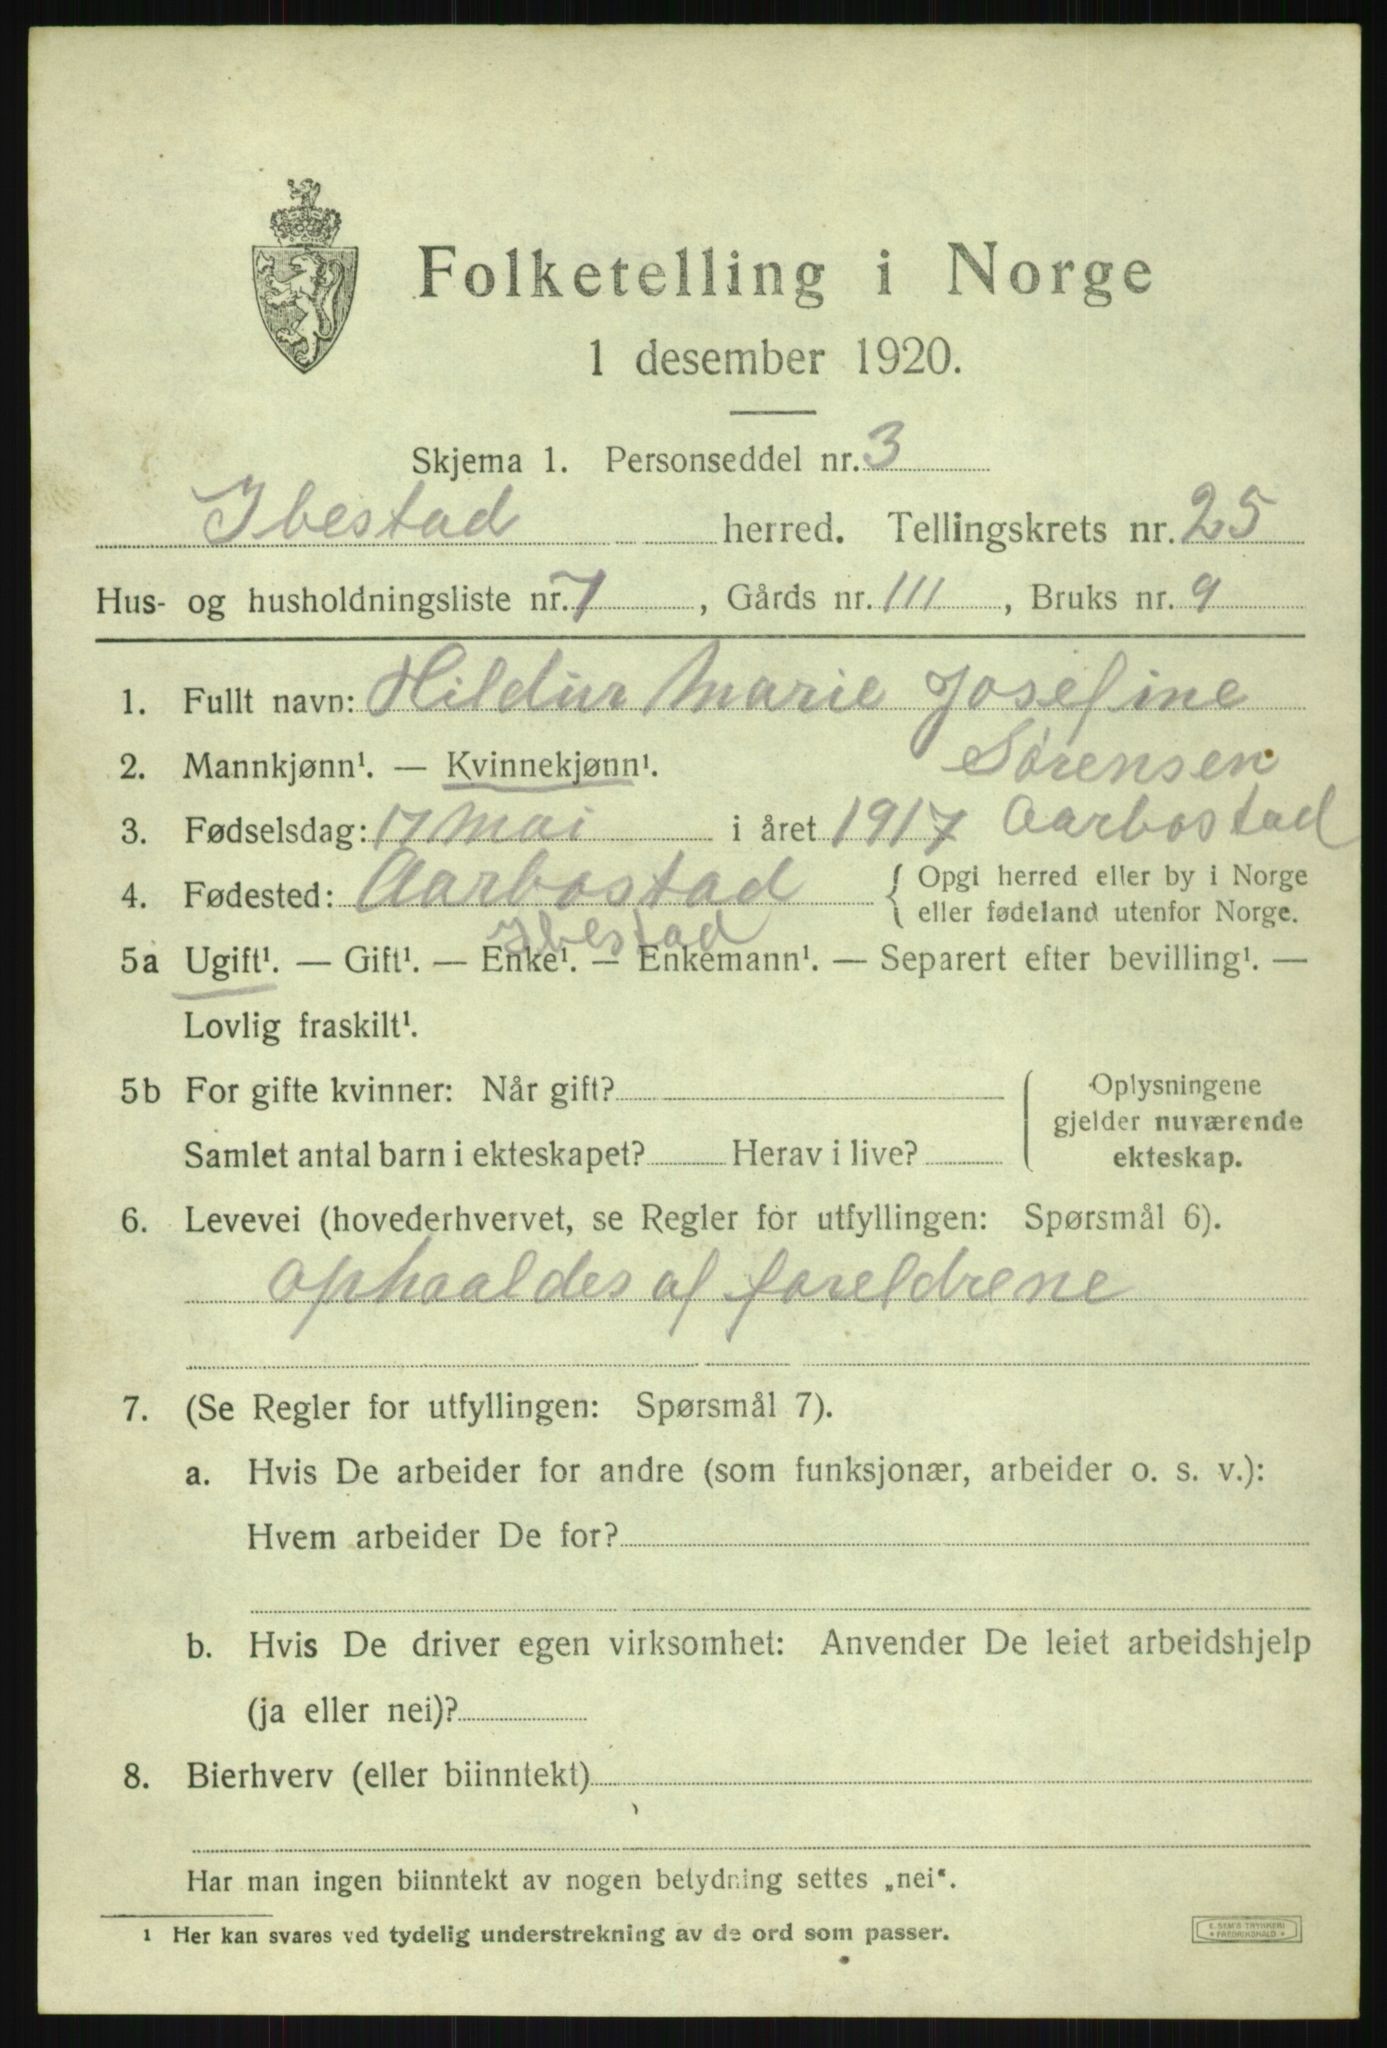 Folketelling i Norge
1 desember 1920.
Skjema 1. Personseddel nr. 3
Ibestad herred. Tellingskrets nr. 25
Hus- og husholdningsliste nr. 7, Gårds nr. 111, Bruks nr. 9
1. Fullt navn: Hildur Marie Josefine
Sørensen
2. Mannkjønn¹. — Kvinnekjønn¹.
Aarbostad
3. Fødselsdag: 17 Mai i året 1917
4. Fødested: Aarbostad { Opgi herred eller by i Norge
eller fødeland utenfor Norge.
Ibestad
5a Ugift¹. — Gift¹. — Enke¹. — Enkemann¹. — Separert efter bevilling¹. —
Lovlig fraskilt¹.
5b For gifte kvinner: Når gift?
Samlet antal barn i ekteskapet? Herav i live?
Oplysningene
gjelder nuværende
ekteskap.
6. Levevei (hovederhvervet, se Regler for utfyllingen: Spørsmål 6).
ophaaldes af foreldrene
7. (Se Regler for utfyllingen: Spørsmål 7).
a. Hvis De arbeider for andre (som funksjonær, arbeider o. s. v.):
Hvem arbeider De for?
b. Hvis De driver egen virksomhet: Anvender De leiet arbeidshjelp
(ja eller nei)?
8. Bierhverv (eller biinntekt)
Har man ingen biinntekt av nogen betydning settes „nei“.
¹ Her kan svares ved tydelig understrekning av de ord som passer.
E. SEM'S TRYKKERI
FREDRIKSHALD